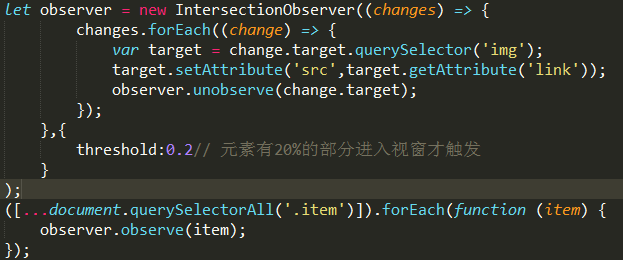 let observer = new IntersectionObserver((changes) => {
        changes.forEach((change) => {
            var target = change.target.querySelector('img');
            target.setAttribute('src',target.getAttribute('link'));
            observer.unobserve(change.target);
        });
    },{
        threshold:0.2// 元素有20%的部分进入视窗才触发
    }
);
([...document.querySelectorAll('.item')]).forEach(function (item) {
    observer.observe(item);
});